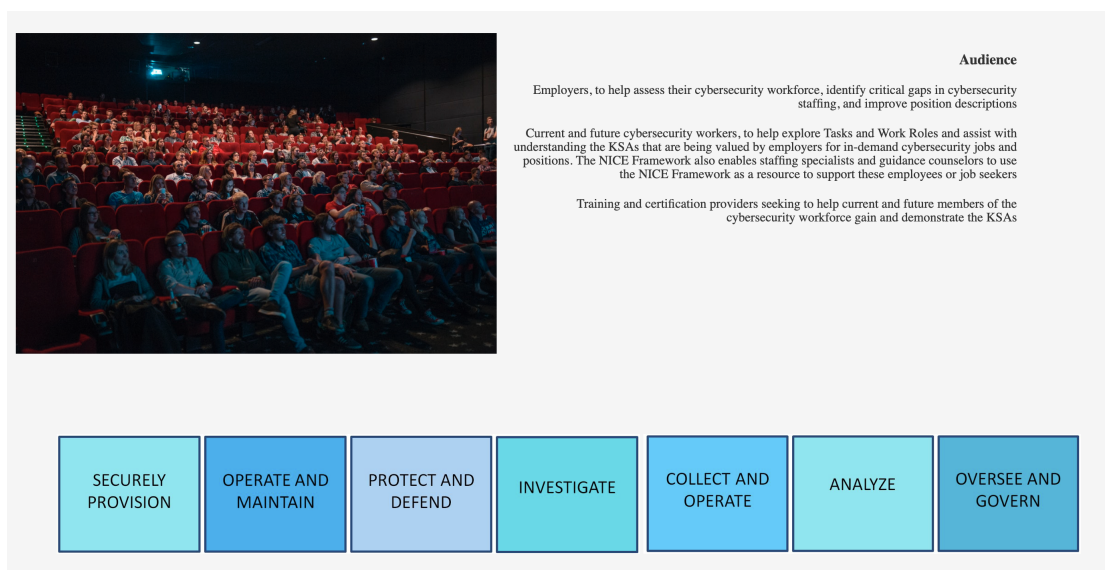 Audience
Employers, to help assess their cybersecurity workforce, identify critical gaps in cybersecurity
staffing, and improve position descriptions
Current and future cybersecurity workers, to help explore Tasks and Work Roles and assist with
understanding the KSAs that are being valued by employers for in-demand cybersecurity jobs and
positions. The NICE Framework also enables staffing specialists and guidance counselors to use
the NICE Framework as a resource to support these employees or job seekers
Training and certification providers seeking to help current and future members of the
cybersecurity workforce gain and demonstrate the KSAs
SECURELY
PROVISION
OPERATE AND
MAINTAIN
PROTECT AND
DEFEND
INVESTIGATE
COLLECT AND
OPERATE
ANALYZE
OVERSEE AND
GOVERN